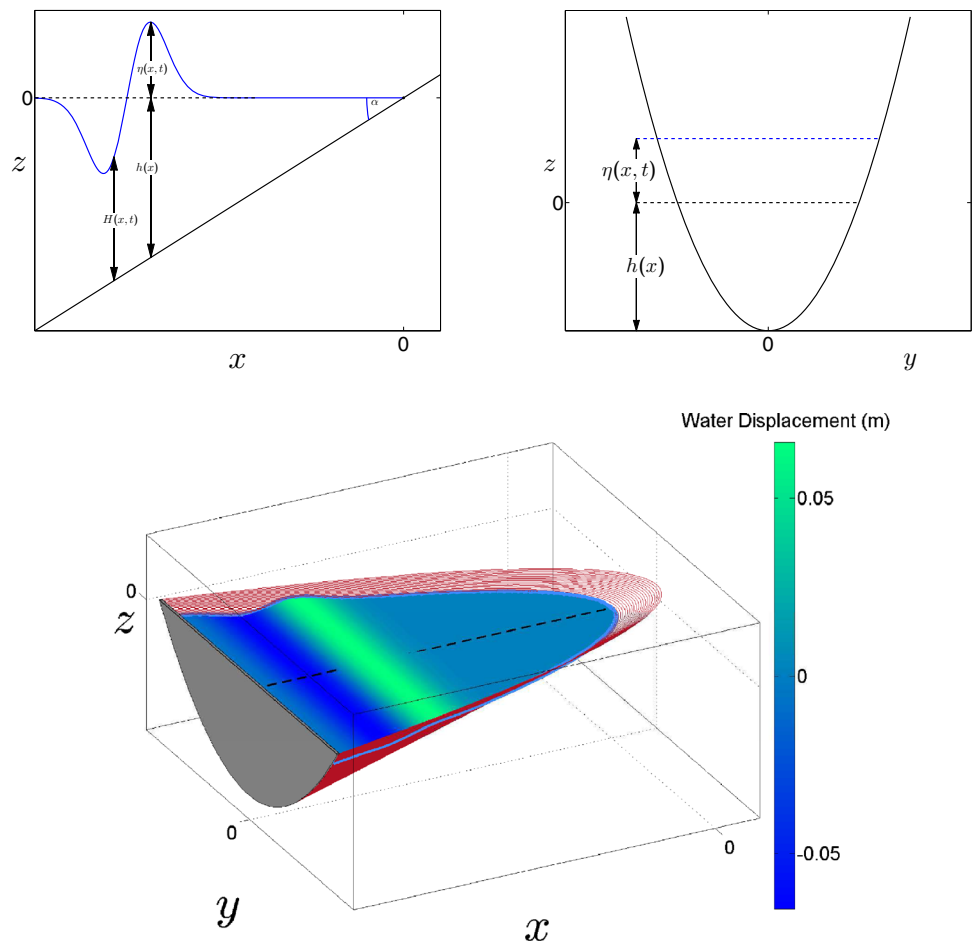 η(x, t)
0
α
z
h(x)
H(x, t)
0
x
z
η(x, t)
0
h(x)
0
y
Water Displacement (m)
0.05
0
-0.05
0
z
0
0
y
x